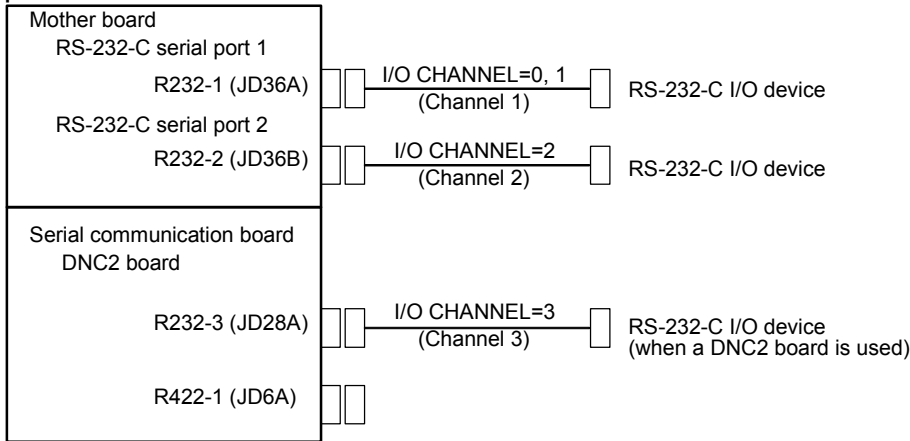 Mother board
RS-232-C serial port 1
R232-1 (JD36A)
I/O CHANNEL=0, 1
(Channel 1)
RS-232-C I/O device
RS-232-C serial port 2
R232-2 (JD36B)
I/O CHANNEL=2
(Channel 2)
RS-232-C I/O device
Serial communication board
DNC2 board
R232-3 (JD28A)
I/O CHANNEL=3
(Channel 3)
RS-232-C I/O device
(when a DNC2 board is used)
R422-1 (JD6A)